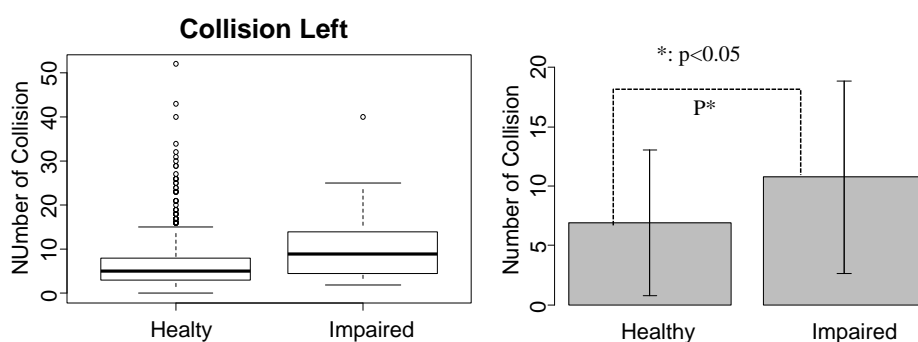 Collision Left
NUmber of Collision
50
40
30
20
10
0
Healty Impaired
*: p<0.05
P*
Number of Collision
20
15
10
5
0
Healthy Impaired